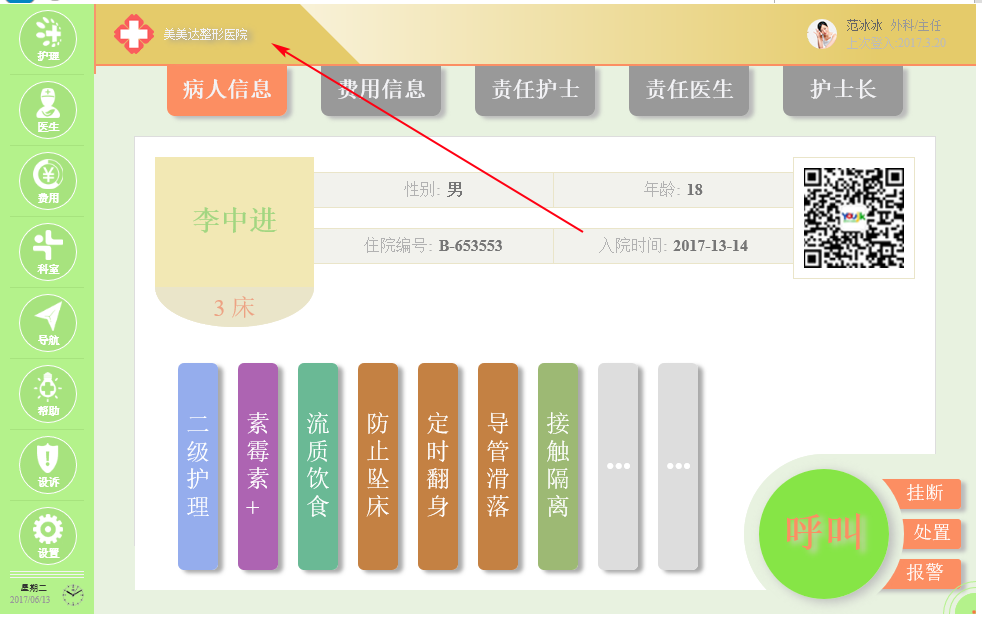 美美达整形医院
范冰冰 外科/主任
上次登入:2017.3.20
护理
医生
费用
科室
导航
帮助
设诉
设置
星期二
2017/06/13
病人信息
费用信息
责任护士
责任医生
护士长
李中进
3 床
性别: 男
年龄: 18
住院编号: B-653553
入院时间: 2017-13-14
二级护理
素霉素+
流质饮食
防止坠床
定时翻身
导管滑落
接触隔离
...
...
呼叫
挂断
处置
报警